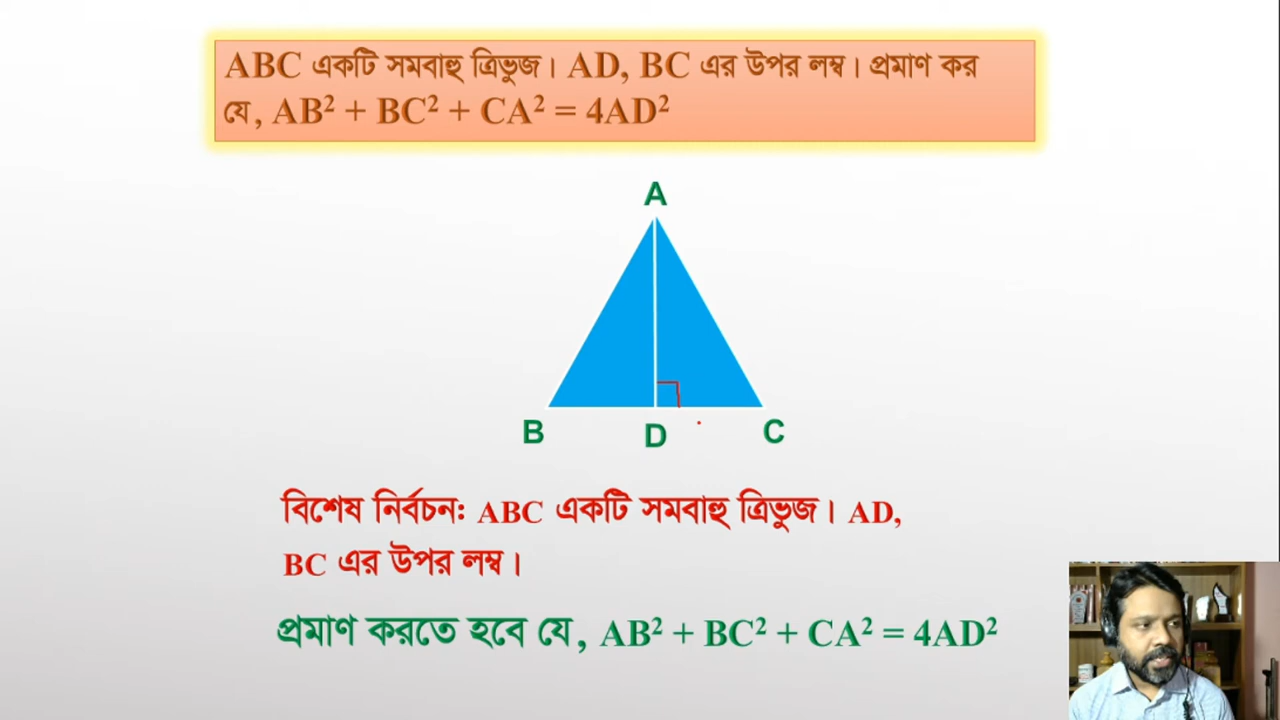 ABC একটি সমবাহু ত্রিভুজ। AD, BC এর উপর লম্ব। প্রমাণ কর
যে, AB² + BC² + CA² = 4AD²
A
B
D
C
বিশেষ নির্বচন: ABC একটি সমবাহু ত্রিভুজ। AD,
BC এর উপর লম্ব।
প্রমাণ করতে হবে যে, AB² + BC² + CA² = 4AD²